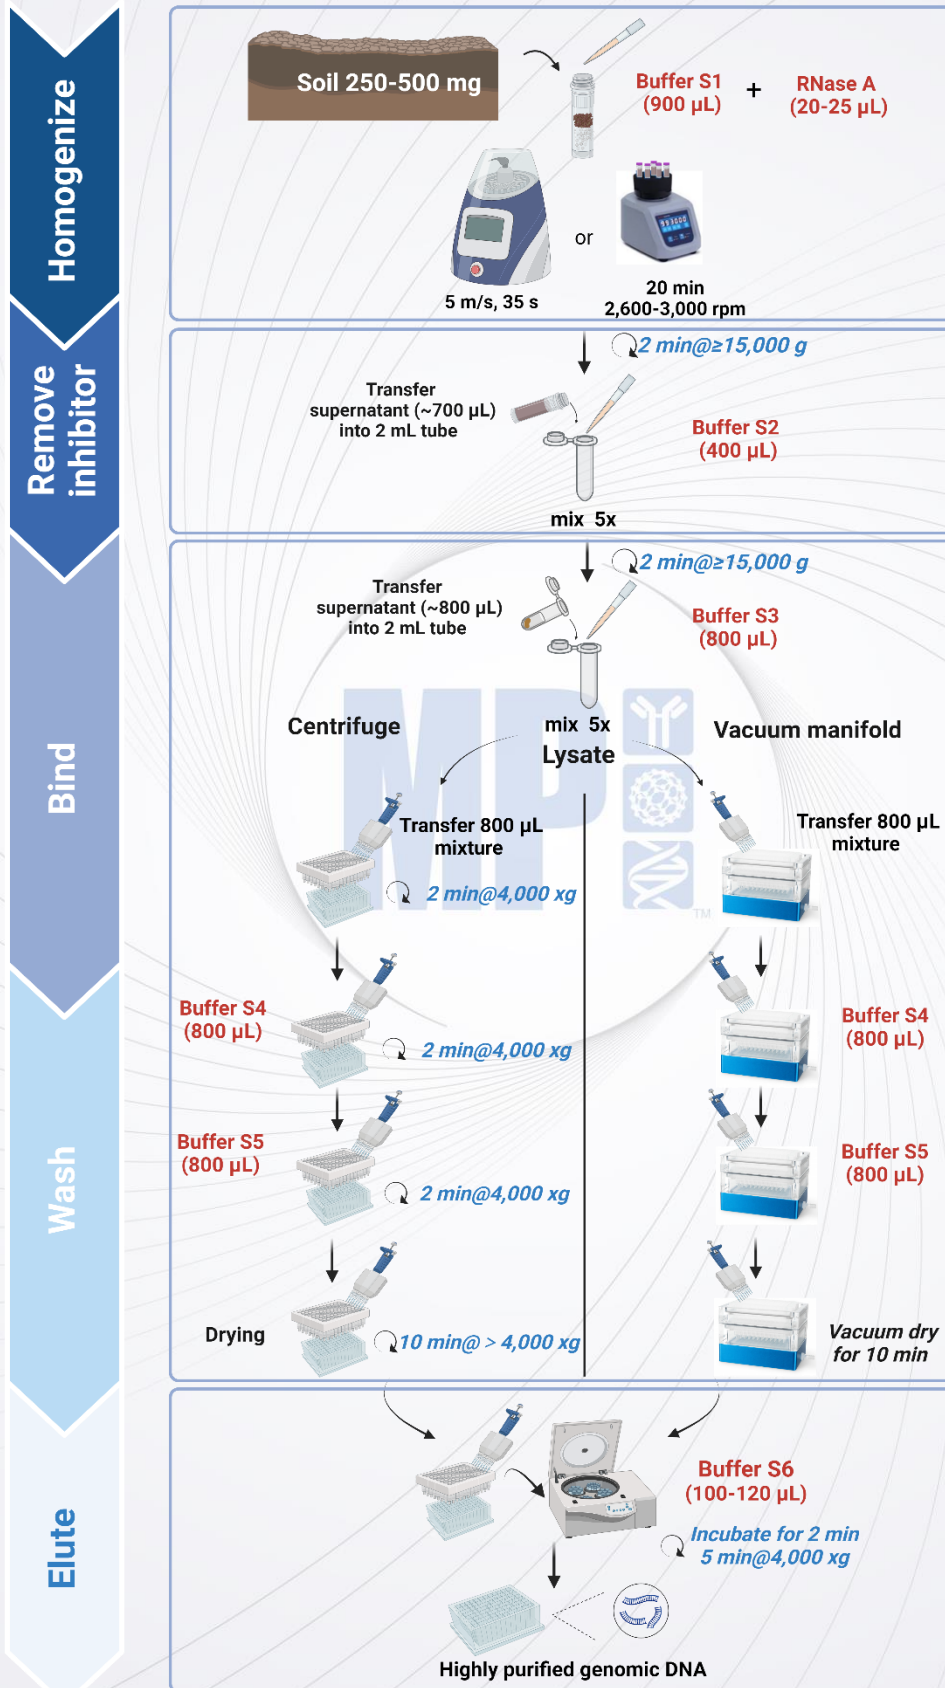 Homogenize
Soil 250-500 mg
Buffer S1
(900 µL)
+
RNase A
(20-25 µL)
or
5 m/s, 35 s
20 min
2,600-3,000 rpm
Remove
inhibitor
2 min@≥15,000 g
Transfer
supernatant (~700 µL)
into 2 mL tube
Buffer S2
(400 µL)
mix 5x
Bind
2 min@≥15,000 g
Transfer
supernatant (~800 µL)
into 2 mL tube
Buffer S3
(800 µL)
mix 5x
Lysate
MP
TM
Centrifuge
Transfer 800 µL
mixture
2 min@4,000 xg
Vacuum manifold
Transfer 800 µL
mixture
Wash
Buffer S4
(800 µL)
2 min@4,000 xg
Buffer S4
(800 µL)
Buffer S5
(800 µL)
2 min@4,000 xg
Buffer S5
(800 µL)
Drying
10 min@ > 4,000 xg
Vacuum dry
for 10 min
Elute
Buffer S6
(100-120 µL)
Incubate for 2 min
5 min@4,000 xg
Highly purified genomic DNA